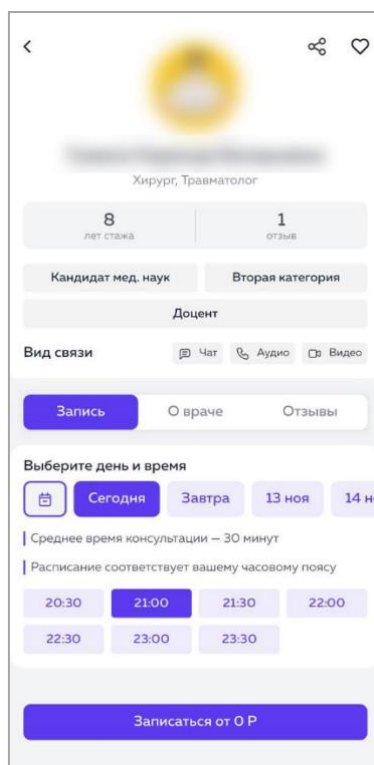 Хирург, Травматолог
8 1
лет стажа отзыв
Кандидат мед. наук Вторая категория
Доцент
Вид связи Чат Аудио Видео
Запись О враче Отзывы
Выберите день и время
Сегодня Завтра 13 ноя 14 н
Среднее время консультации — 30 минут
Расписание соответствует вашему часовому поясу
20:30 21:00 21:30 22:00
22:30 23:00 23:30
Записаться от 0 Р